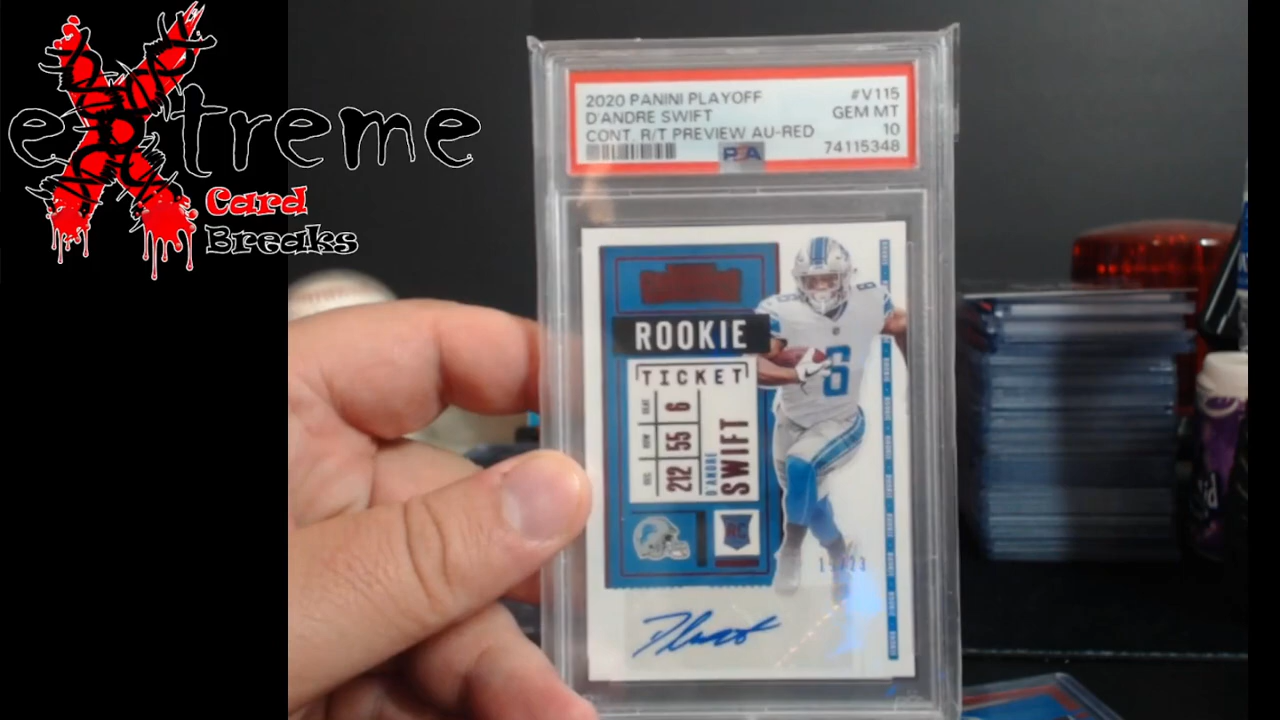 eXtreme
Card
Breaks
2020 PANINI PLAYOFF #V115
D'ANDRE SWIFT GEM MT
CONT. R/T PREVIEW AU-RED 10
PSA 74115348
ROOKIE
TICKET
SEC. ROW SEAT
212 55 6
D'ANDRE
SWIFT
RC
6